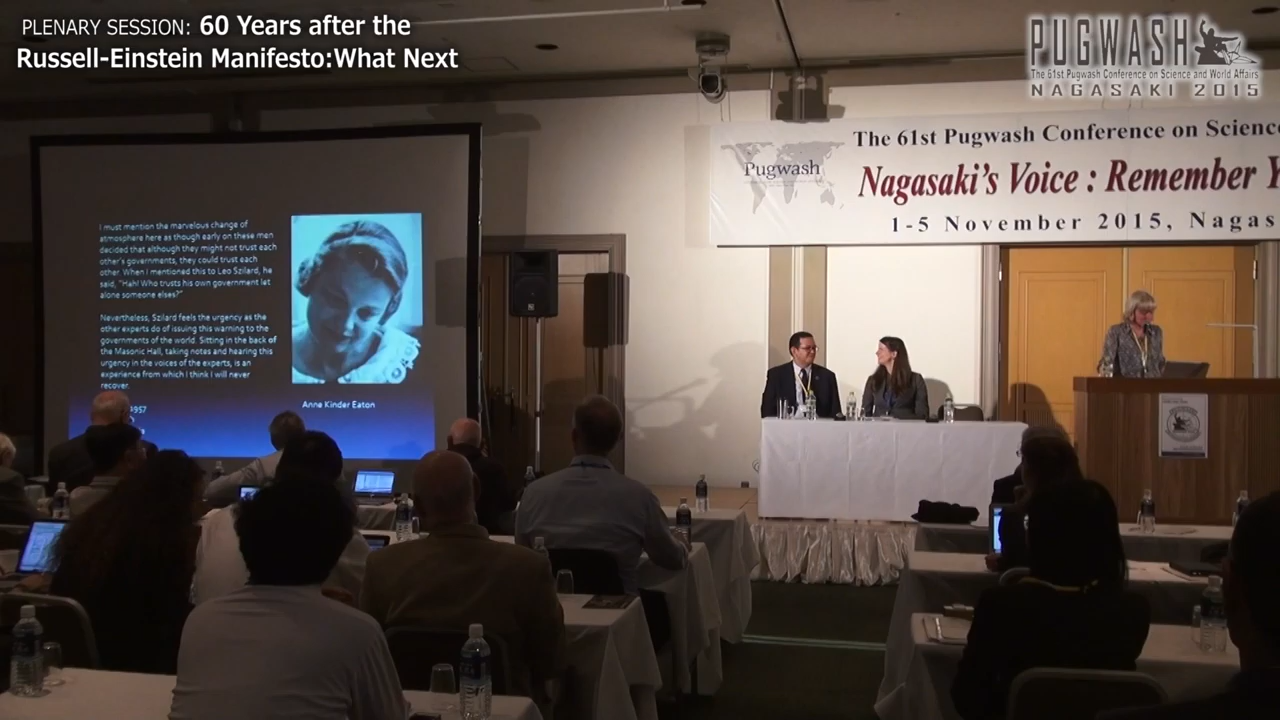 PLENARY SESSION: 60 Years after the
Russell-Einstein Manifesto:What Next
PUGWASH
The 61st Pugwash Conference on Science and World Affairs
NAGASAKI 2015
The 61st Pugwash Conference on Science
Pugwash
Nagasaki's Voice : Remember Y
1-5 November 2015, Nagas
I must mention the marvelous change of
atmosphere here as though early on these men
decided that although they might not trust each
other's governments, they could trust each
other. When I mentioned this to Leo Szilard, he
said, "Hah! Who trusts his own government let
alone someone elses?"
Nevertheless, Szilard feels the urgency as the
other experts do of issuing this warning to the
governments of the world. Sitting in the back of
the Masonic Hall, taking notes and hearing this
urgency in the voices of the experts, is an
experience from which I think I will never
recover.
1957
Anne Kinder Eaton